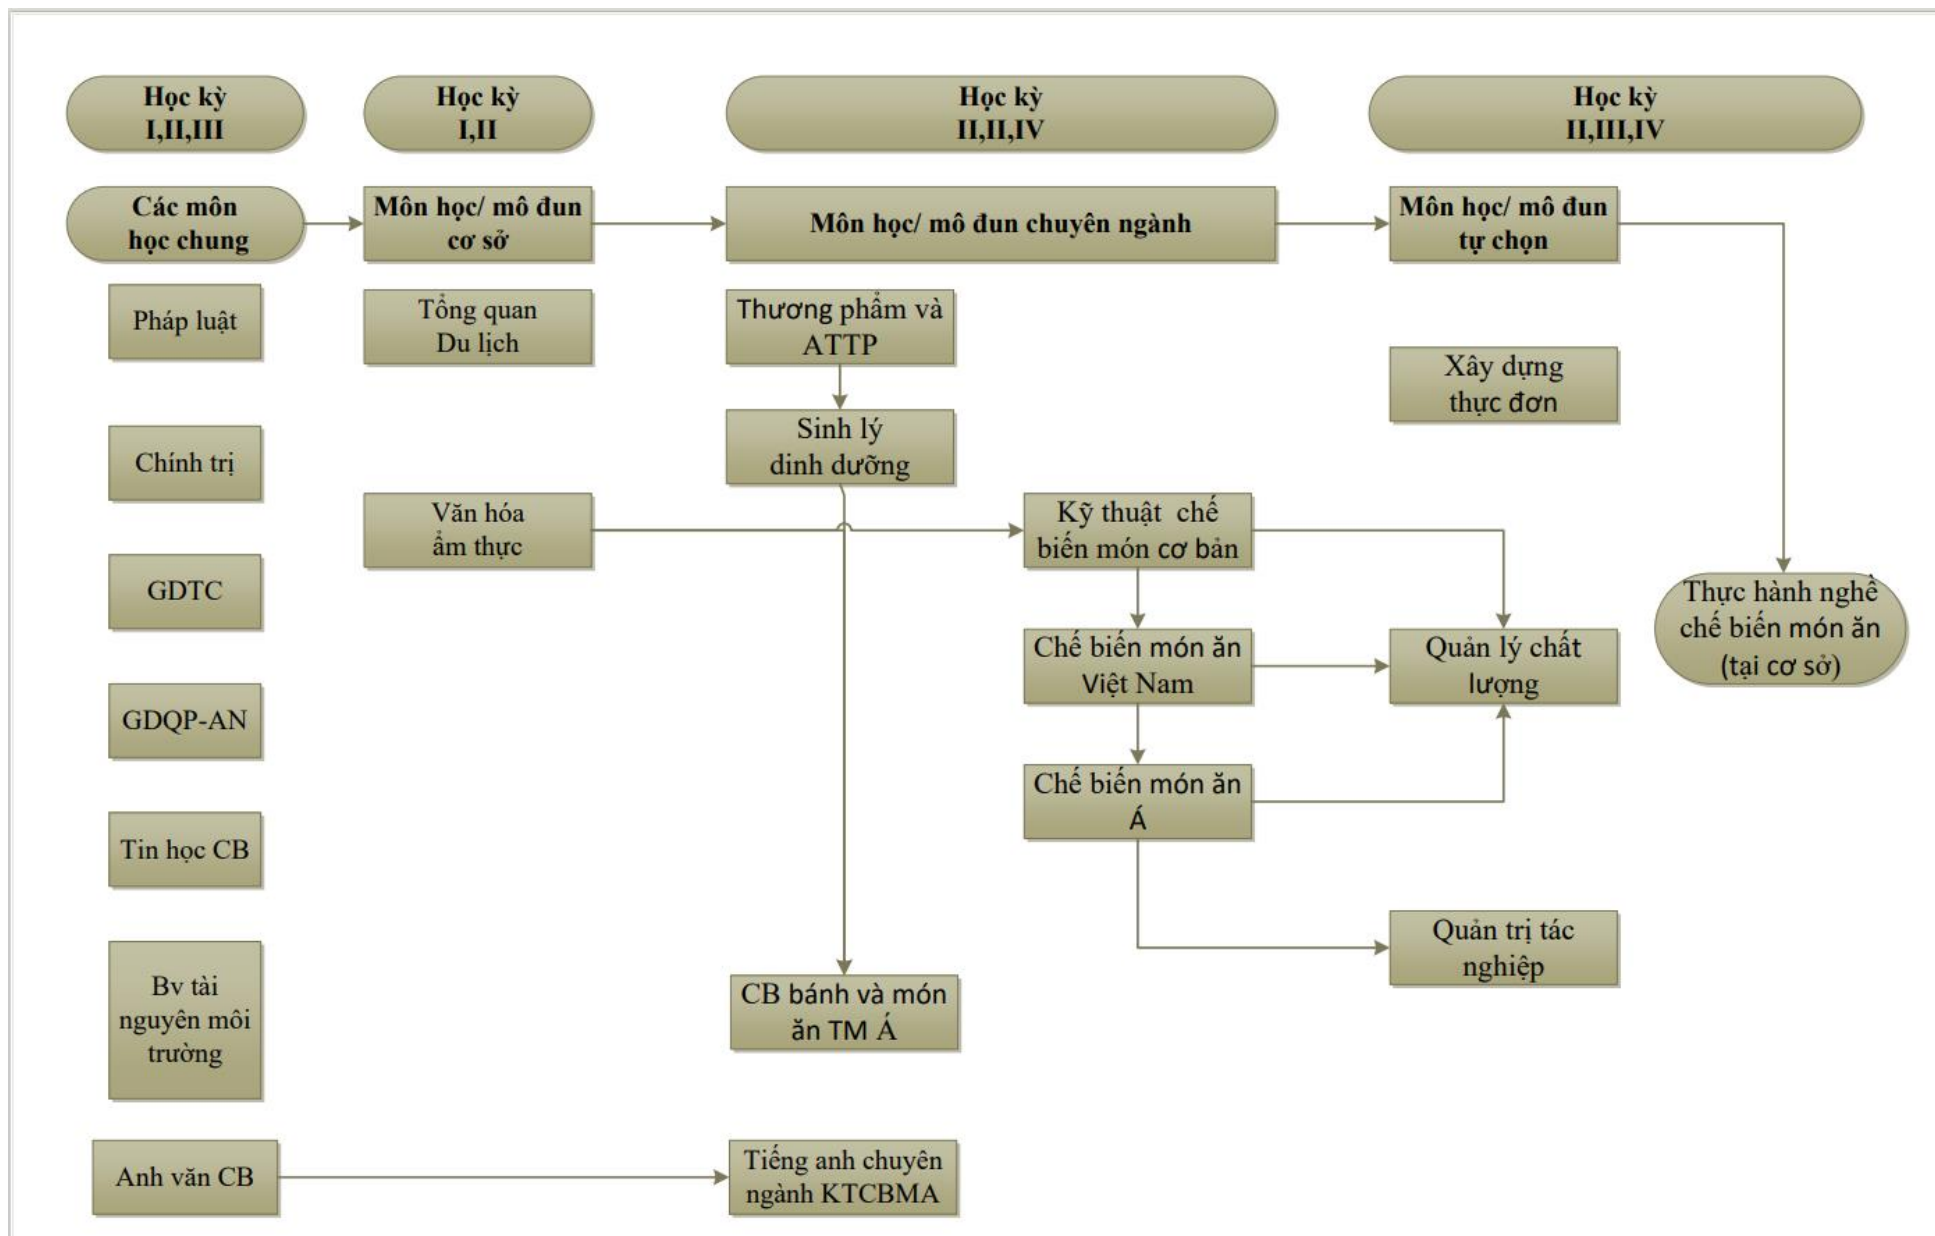 Học kỳ
I,II,III
Học kỳ
I,II
Học kỳ
II,II,IV
Học kỳ
II,III,IV
Các môn
học chung
Môn học/ mô đun
cơ sở
Môn học/ mô đun chuyên ngành
Môn học/ mô đun
tự chọn
Pháp luật
Tổng quan
Du lịch
Thương phẩm và
ATTP
Xây dựng
thực đơn
Chính trị
Sinh lý
dinh dưỡng
Văn hóa
ẩm thực
Kỹ thuật chế
biến món cơ bản
GDTC
Thực hành nghề
chế biến món ăn
(tại cơ sở)
Chế biến món ăn
Việt Nam
Quản lý chất
lượng
GDQP-AN
Chế biến món ăn
Á
Tin học CB
Quản trị tác
nghiệp
Bv tài
nguyên môi
trường
CB bánh và món
ăn TM Á
Anh văn CB
Tiếng anh chuyên
ngành KTCBMA